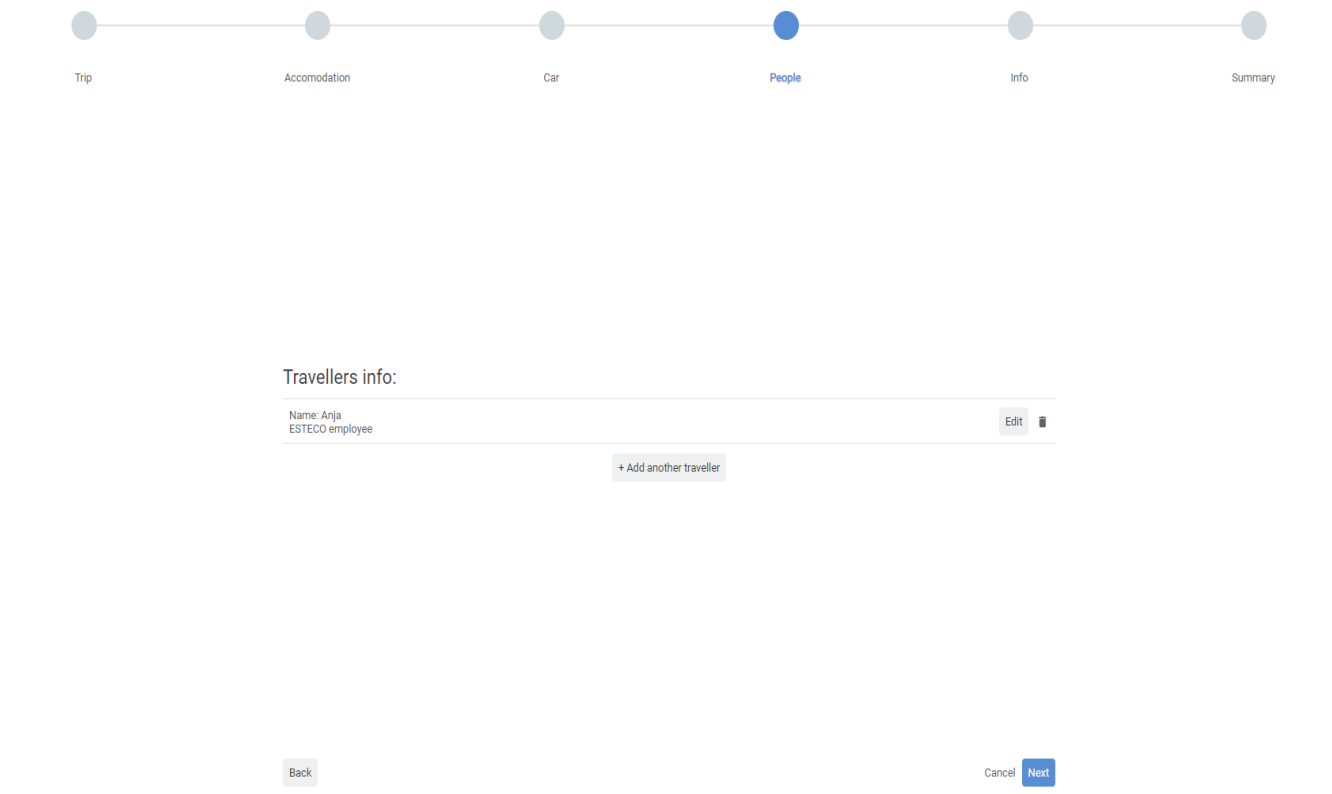 Trip
Accomodation
Car
People
Info
Summary
Travellers info:
Name: Anja
ESTECO employee
Edit
+ Add another traveller
Back
Cancel
Next